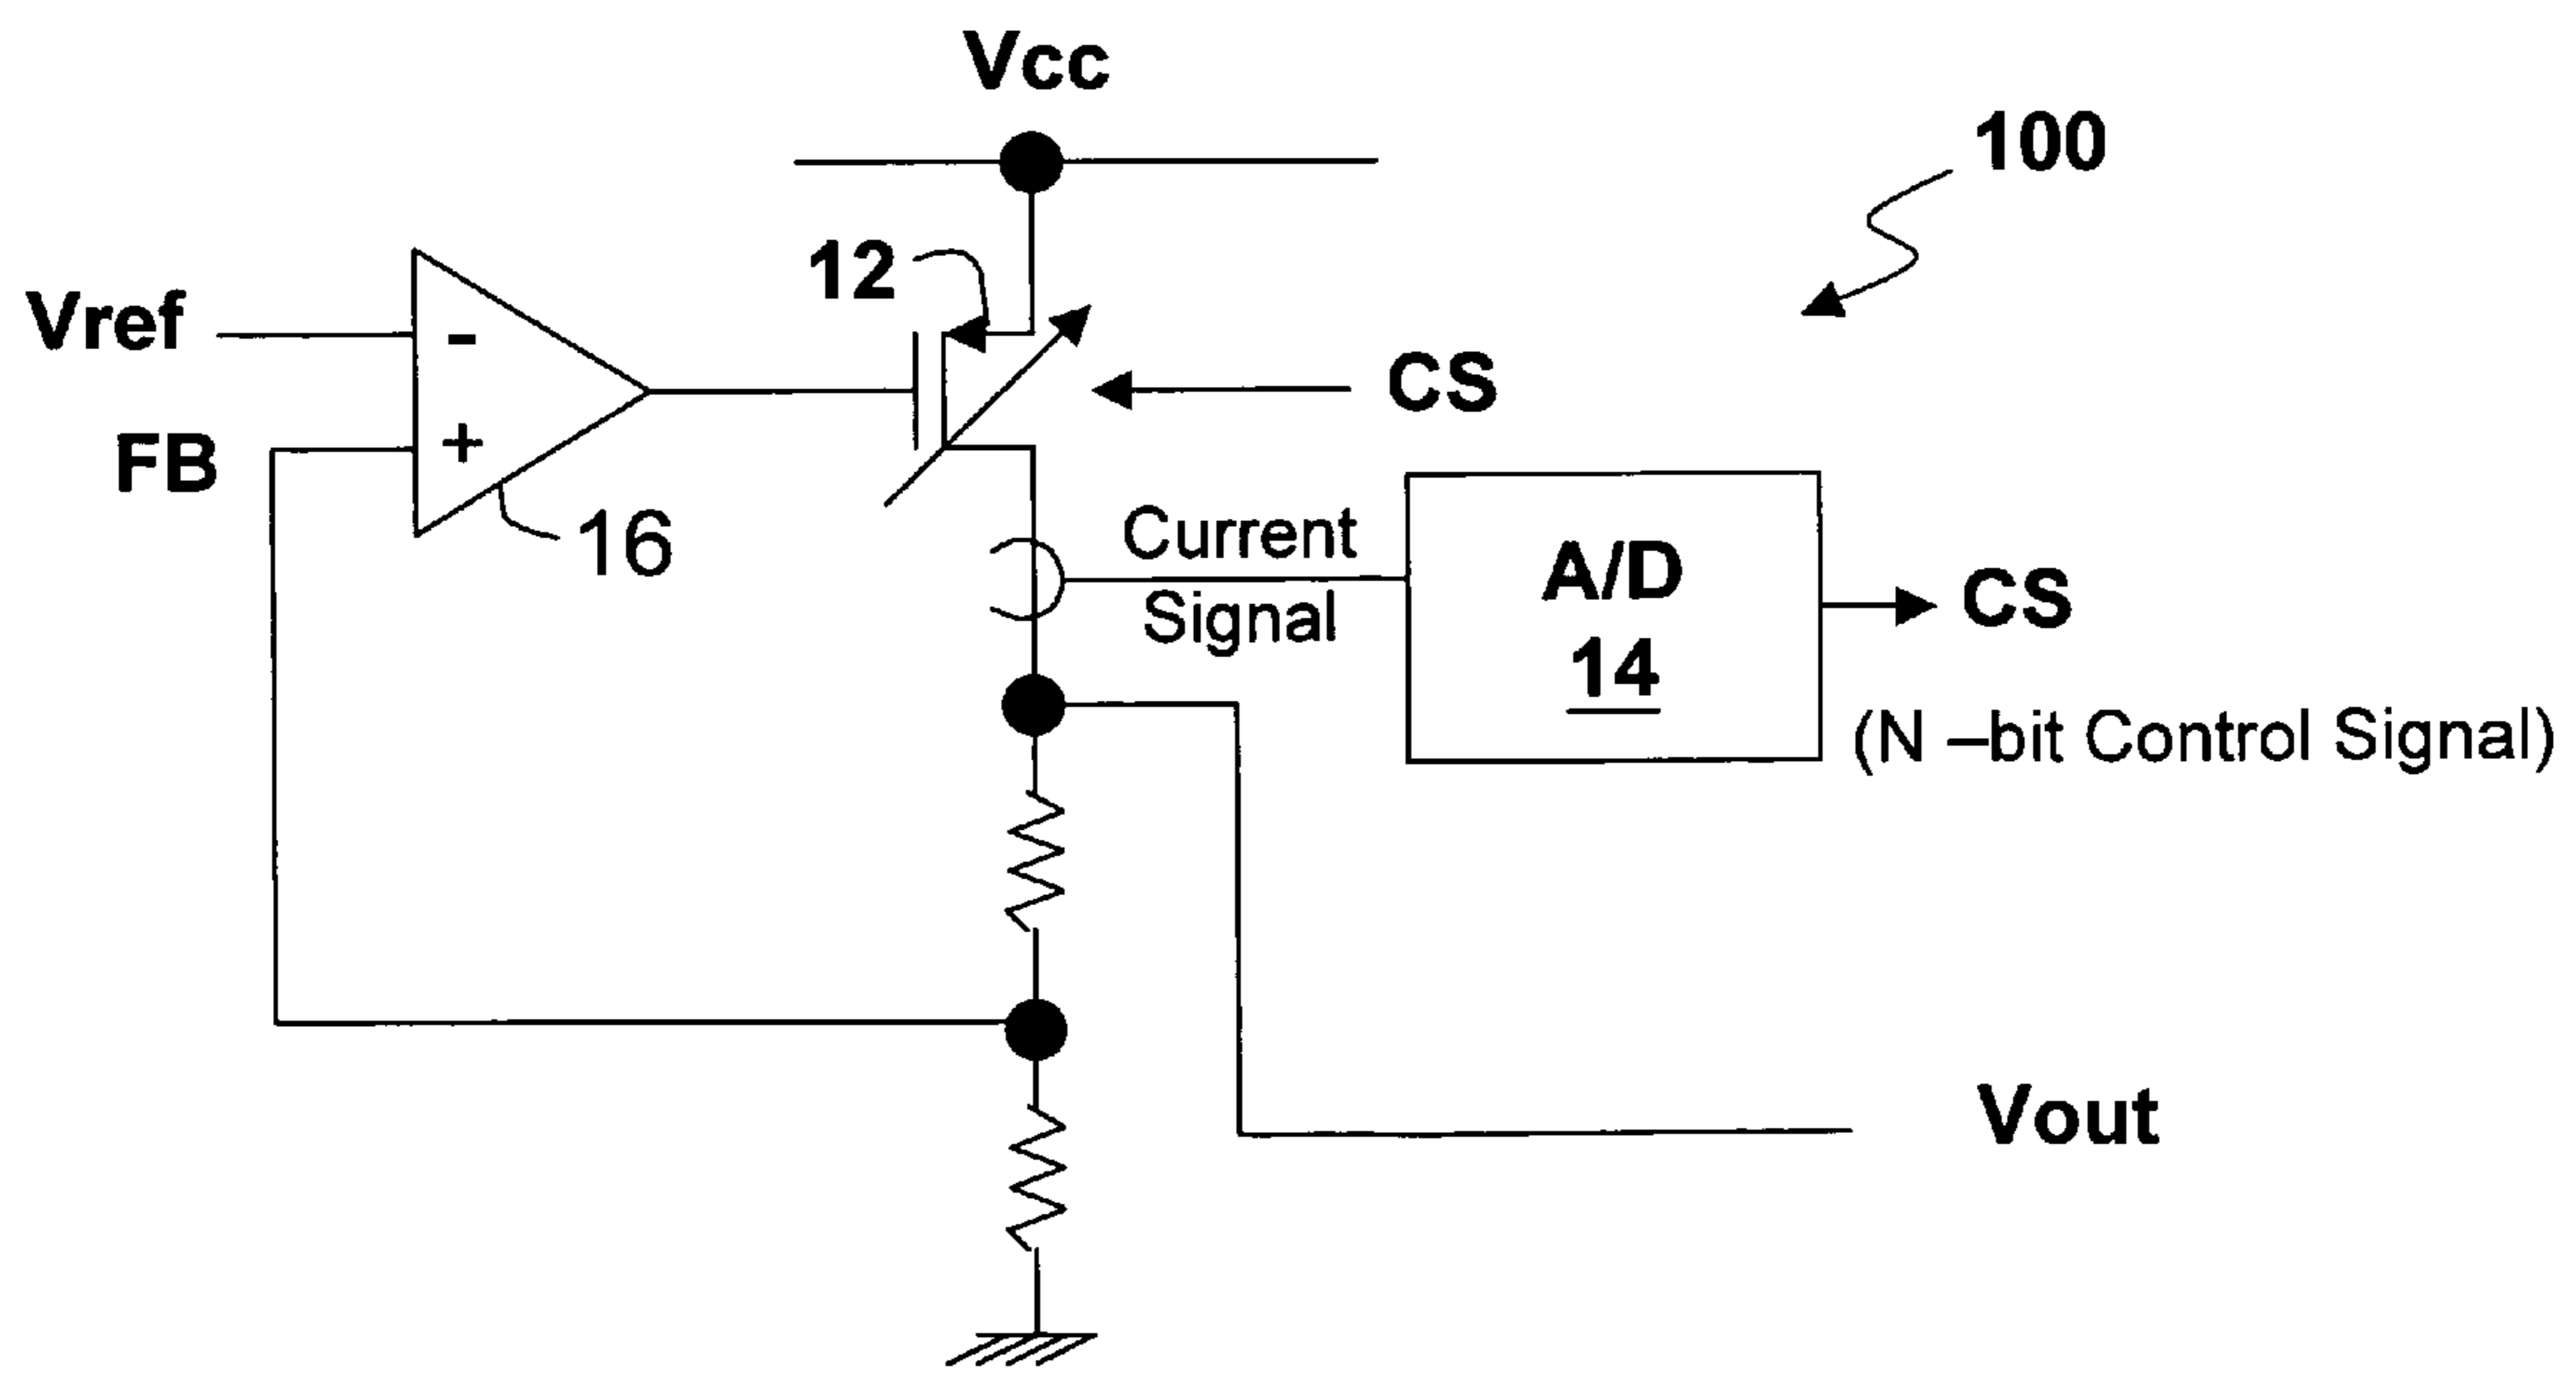 Vcc
100
12
Vref
-
CS
FB
+
16
Current
Signal
A/D
14
CS
(N –bit Control Signal)
Vout